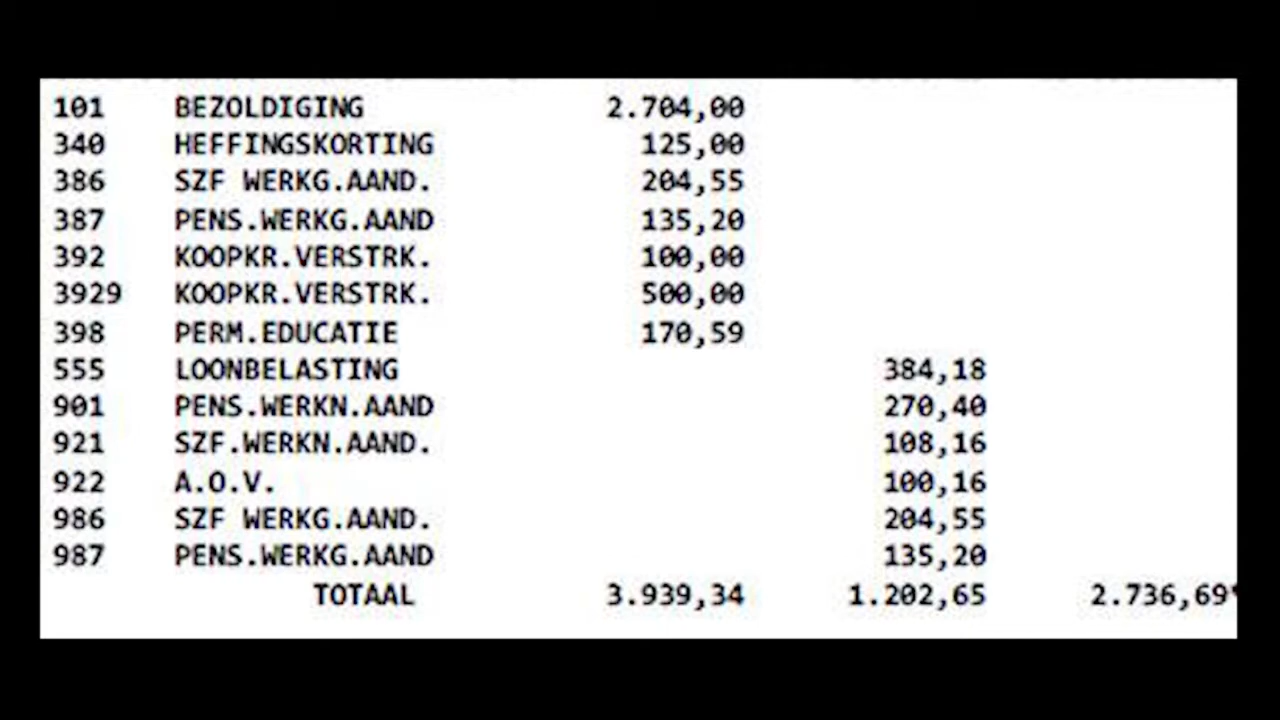 101 BEZOLDIGING 2.704,00
340 HEFFINGSKORTING 125,00
386 SZF WERKG.AAND. 204,55
387 PENS.WERKG.AAND 135,20
392 KOOPKR.VERSTRK. 100,00
3929 KOOPKR.VERSTRK. 500,00
398 PERM.EDUCATIE 170,59
555 LOONBELASTING 384,18
901 PENS.WERKN.AAND 270,40
921 SZF.WERKN.AAND. 108,16
922 A.O.V. 100,16
986 SZF WERKG.AAND. 204,55
987 PENS.WERKG.AAND 135,20
TOTAAL 3.939,34 1.202,65 2.736,69*